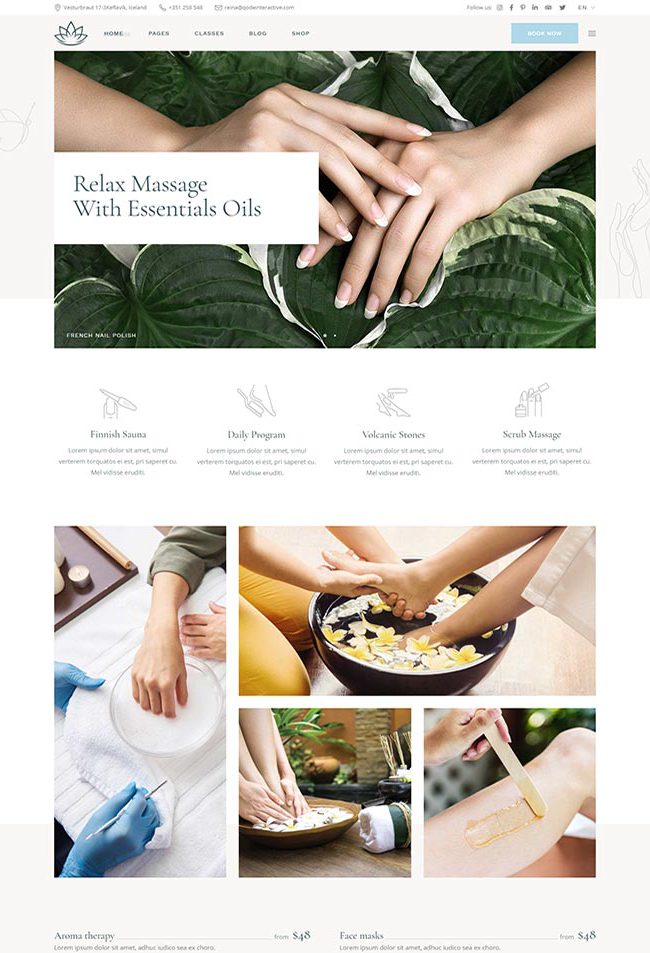 Vesturbraut 17-3Keflavík, Iceland +351 258 548 reina@qodeinteractive.com Follow us: EN
HOME PAGES CLASSES BLOG SHOP BOOK NOW
Relax Massage
With Essentials Oils
FRENCH NAIL POLISH
Finnish Sauna
Lorem ipsum dolor sit amet, simul
verterem torquatos ei est, pri saperet cu.
Mel vidisse eruditi.
Daily Program
Lorem ipsum dolor sit amet, simul
verterem torquatos ei est, pri saperet cu.
Mel vidisse eruditi.
Volcanic Stones
Lorem ipsum dolor sit amet, simul
verterem torquatos ei est, pri saperet cu.
Mel vidisse eruditi.
Scrub Massage
Lorem ipsum dolor sit amet, simul
verterem torquatos ei est, pri saperet cu.
Mel vidisse eruditi.
Aroma therapy from $48
Lorem ipsum dolor sit amet, adhuc iudico sea ex choro.
Face masks from $48
Lorem ipsum dolor sit amet, adhuc iudico sea ex choro.